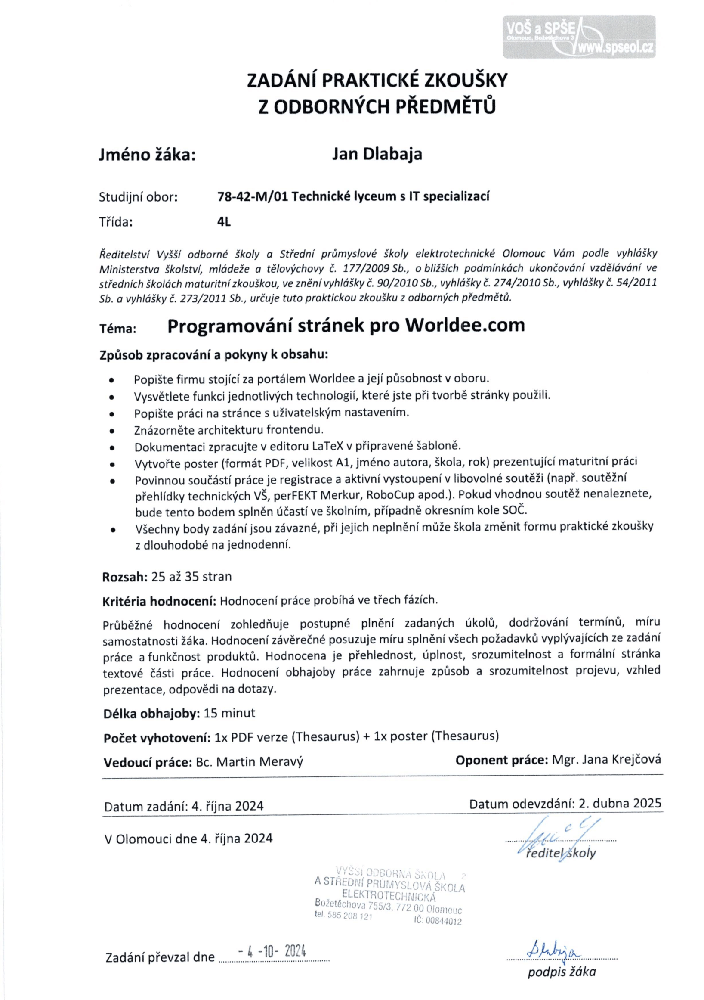 VOŠ a SPŠE
Olomouc, Božetěchova 3
www.spseol.cz
ZADÁNÍ PRAKTICKÉ ZKOUŠKY
Z ODBORNÝCH PŘEDMĚTŮ
Jméno žáka: Jan Dlabaja
Studijní obor: 78-42-M/01 Technické lyceum s IT specializací
Třída: 4L
Ředitelství Vyšší odborné školy a Střední průmyslové školy elektrotechnické Olomouc Vám podle vyhlášky
Ministerstva školství, mládeže a tělovýchovy č. 177/2009 Sb., o bližších podmínkách ukončování vzdělávání ve
středních školách maturitní zkouškou, ve znění vyhlášky č. 90/2010 Sb., vyhlášky č. 274/2010 Sb., vyhlášky č. 54/2011
Sb. a vyhlášky č. 273/2011 Sb., určuje tuto praktickou zkoušku z odborných předmětů.
Téma: Programování stránek pro Worldee.com
Způsob zpracování a pokyny k obsahu:
• Popište firmu stojící za portálem Worldee a její působnost v oboru.
• Vysvětlete funkci jednotlivých technologií, které jste při tvorbě stránky použili.
• Popište práci na stránce s uživatelským nastavením.
• Znázorněte architekturu frontendu.
• Dokumentaci zpracujte v editoru LaTeX v připravené šabloně.
• Vytvořte poster (formát PDF, velikost A1, jméno autora, škola, rok) prezentující maturitní práci
• Povinnou součástí práce je registrace a aktivní vystoupení v libovolné soutěži (např. soutěžní
přehlídky technických VŠ, perFEKT Merkur, RoboCup apod.). Pokud vhodnou soutěž nenaleznete,
bude tento bodem splněn účastí ve školním, případně okresním kole SOČ.
• Všechny body zadání jsou závazné, při jejich neplnění může škola změnit formu praktické zkoušky
z dlouhodobé na jednodenní.
Rozsah: 25 až 35 stran
Kritéria hodnocení: Hodnocení práce probíhá ve třech fázích.
Průběžné hodnocení zohledňuje postupné plnění zadaných úkolů, dodržování termínů, míru
samostatnosti žáka. Hodnocení závěrečné posuzuje míru splnění všech požadavků vyplývajících ze zadání
práce a funkčnost produktů. Hodnocena je přehlednost, úplnost, srozumitelnost a formální stránka
textové části práce. Hodnocení obhajoby práce zahrnuje způsob a srozumitelnost projevu, vzhled
prezentace, odpovědi na dotazy.
Délka obhajoby: 15 minut
Počet vyhotovení: 1x PDF verze (Thesaurus) + 1x poster (Thesaurus)
Vedoucí práce: Bc. Martin Meravý Oponent práce: Mgr. Jana Krejčová
Datum zadání: 4. října 2024 Datum odevzdání: 2. dubna 2025
V Olomouci dne 4. října 2024
ředitel školy
VYŠŠÍ ODBORNÁ ŠKOLA 2
A STŘEDNÍ PRŮMYSLOVÁ ŠKOLA
ELEKTROTECHNICKÁ
Božetěchova 755/3, 772 00 Olomouc
tel. 585 208 121 IČ: 00844012
Zadání převzal dne - 4 -10- 2024
Dlabaja
podpis žáka